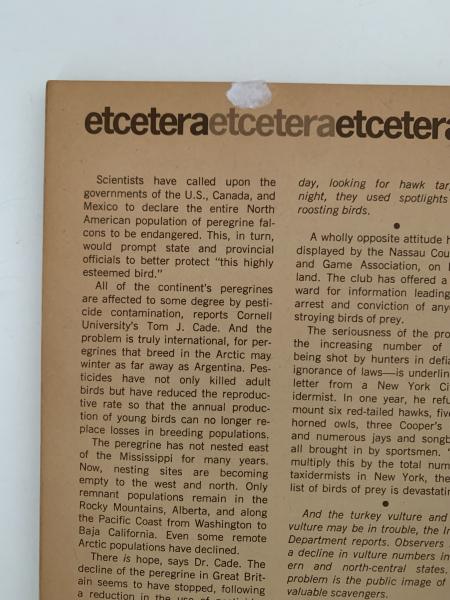 etceteraetceteraetcetera
Scientists have called upon the
governments of the U.S., Canada, and
Mexico to declare the entire North
American population of peregrine fal-
cons to be endangered. This, in turn,
would prompt state and provincial
officials to better protect "this highly
esteemed bird."
All of the continent's peregrines
are affected to some degree by pesti-
cide contamination, reports Cornell
University's Tom J. Cade. And the
problem is truly international, for per-
egrines that breed in the Arctic may
winter as far away as Argentina. Pes-
ticides have not only killed adult
birds but have reduced the reproduc-
tive rate so that the annual produc-
tion of young birds can no longer re-
place losses in breeding populations.
The peregrine has not nested east
of the Mississippi for many years.
Now, nesting sites are becoming
empty to the west and north. Only
remnant populations remain in the
Rocky Mountains, Alberta, and along
the Pacific Coast from Washington to
Baja California. Even some remote
Arctic populations have declined.
There is hope, says Dr. Cade. The
decline of the peregrine in Great Brit-
ain seems to have stopped, following
a reduction in the use of
day, looking for hawk
night, they used spotlights
roosting birds.
A wholly opposite attitude
displayed by the Nassau
and Game Association, on
land. The club has offered a
ward for information leading
arrest and conviction of
stroying birds of prey.
The seriousness of the
the increasing number of
being shot by hunters in
ignorance of laws—is
letter from a New York
idermist. In one year, he
mount six red-tailed hawks,
horned owls, three Cooper's
and numerous jays and
all brought in by sportsmen.
multiply this by the total
taxidermists in New York,
list of birds of prey is
And the turkey vulture and
vulture may be in trouble, the
Department reports. Observers
a decline in vulture numbers
ern and north-central states.
problem is the public image of
valuable scavengers.